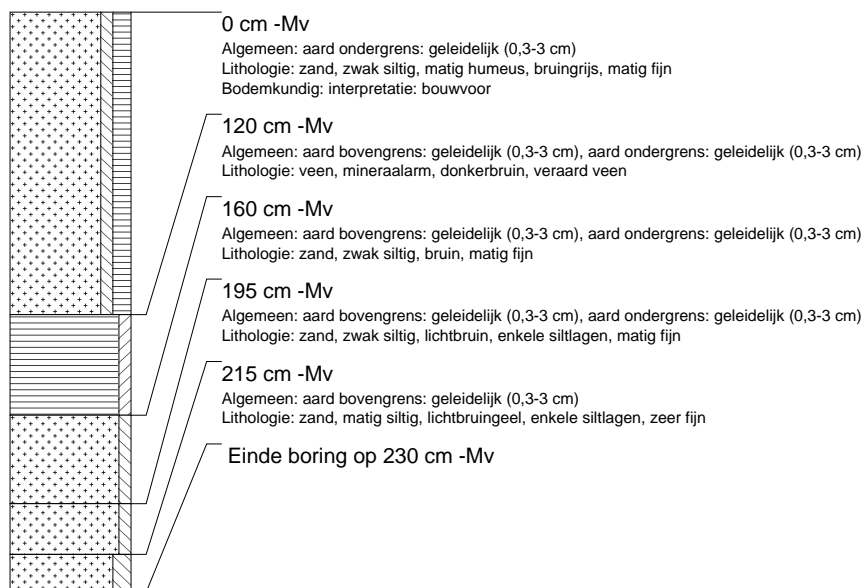 0 cm -Mv
Algemeen: aard ondergrens: geleidelijk (0,3-3 cm)
Lithologie: zand, zwak siltig, matig humeus, bruingrijs, matig fijn
Bodemkundig: interpretatie: bouwvoor
120 cm -Mv
Algemeen: aard bovengrens: geleidelijk (0,3-3 cm), aard ondergrens: geleidelijk (0,3-3 cm)
Lithologie: veen, mineraalarm, donkerbruin, veraard veen
160 cm -Mv
Algemeen: aard bovengrens: geleidelijk (0,3-3 cm), aard ondergrens: geleidelijk (0,3-3 cm)
Lithologie: zand, zwak siltig, bruin, matig fijn
195 cm -Mv
Algemeen: aard bovengrens: geleidelijk (0,3-3 cm), aard ondergrens: geleidelijk (0,3-3 cm)
Lithologie: zand, zwak siltig, lichtbruin, enkele siltlagen, matig fijn
215 cm -Mv
Algemeen: aard bovengrens: geleidelijk (0,3-3 cm)
Lithologie: zand, matig siltig, lichtbruingeel, enkele siltlagen, zeer fijn
Einde boring op 230 cm -Mv